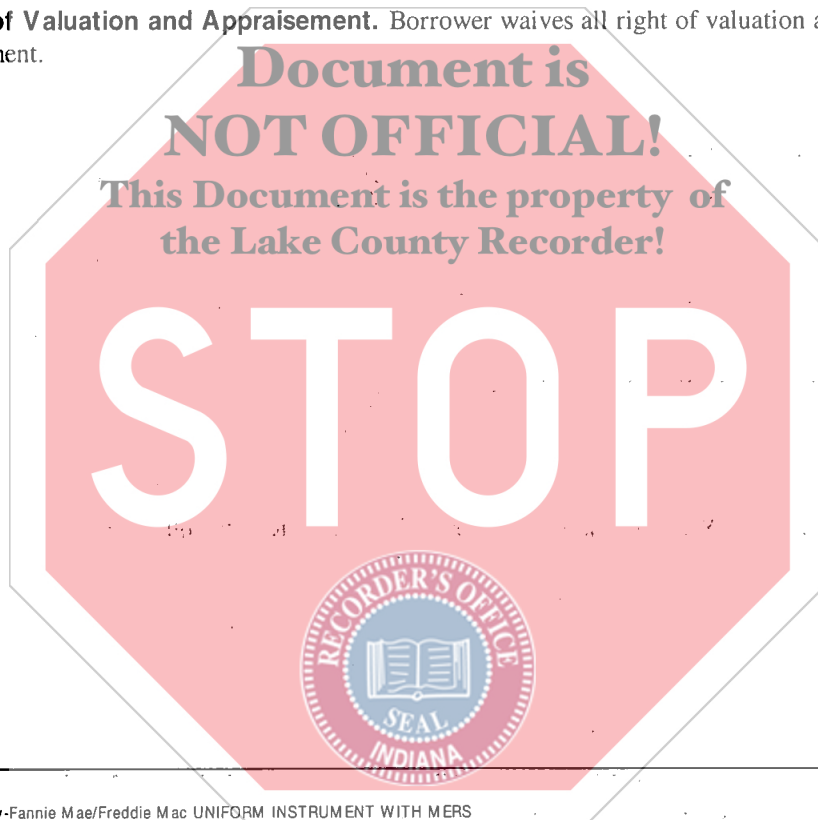 of Valuation and Appraisement. Borrower waives all right of valuation
Document is
NOT OFFICIAL!
This Document is the property of
the Lake County Recorder!
STOP
RECORDER'S OFFICE
SEAL
INDIANA
-Fannie Mae/Freddie Mac UNIFORM INSTRUMENT WITH MERS